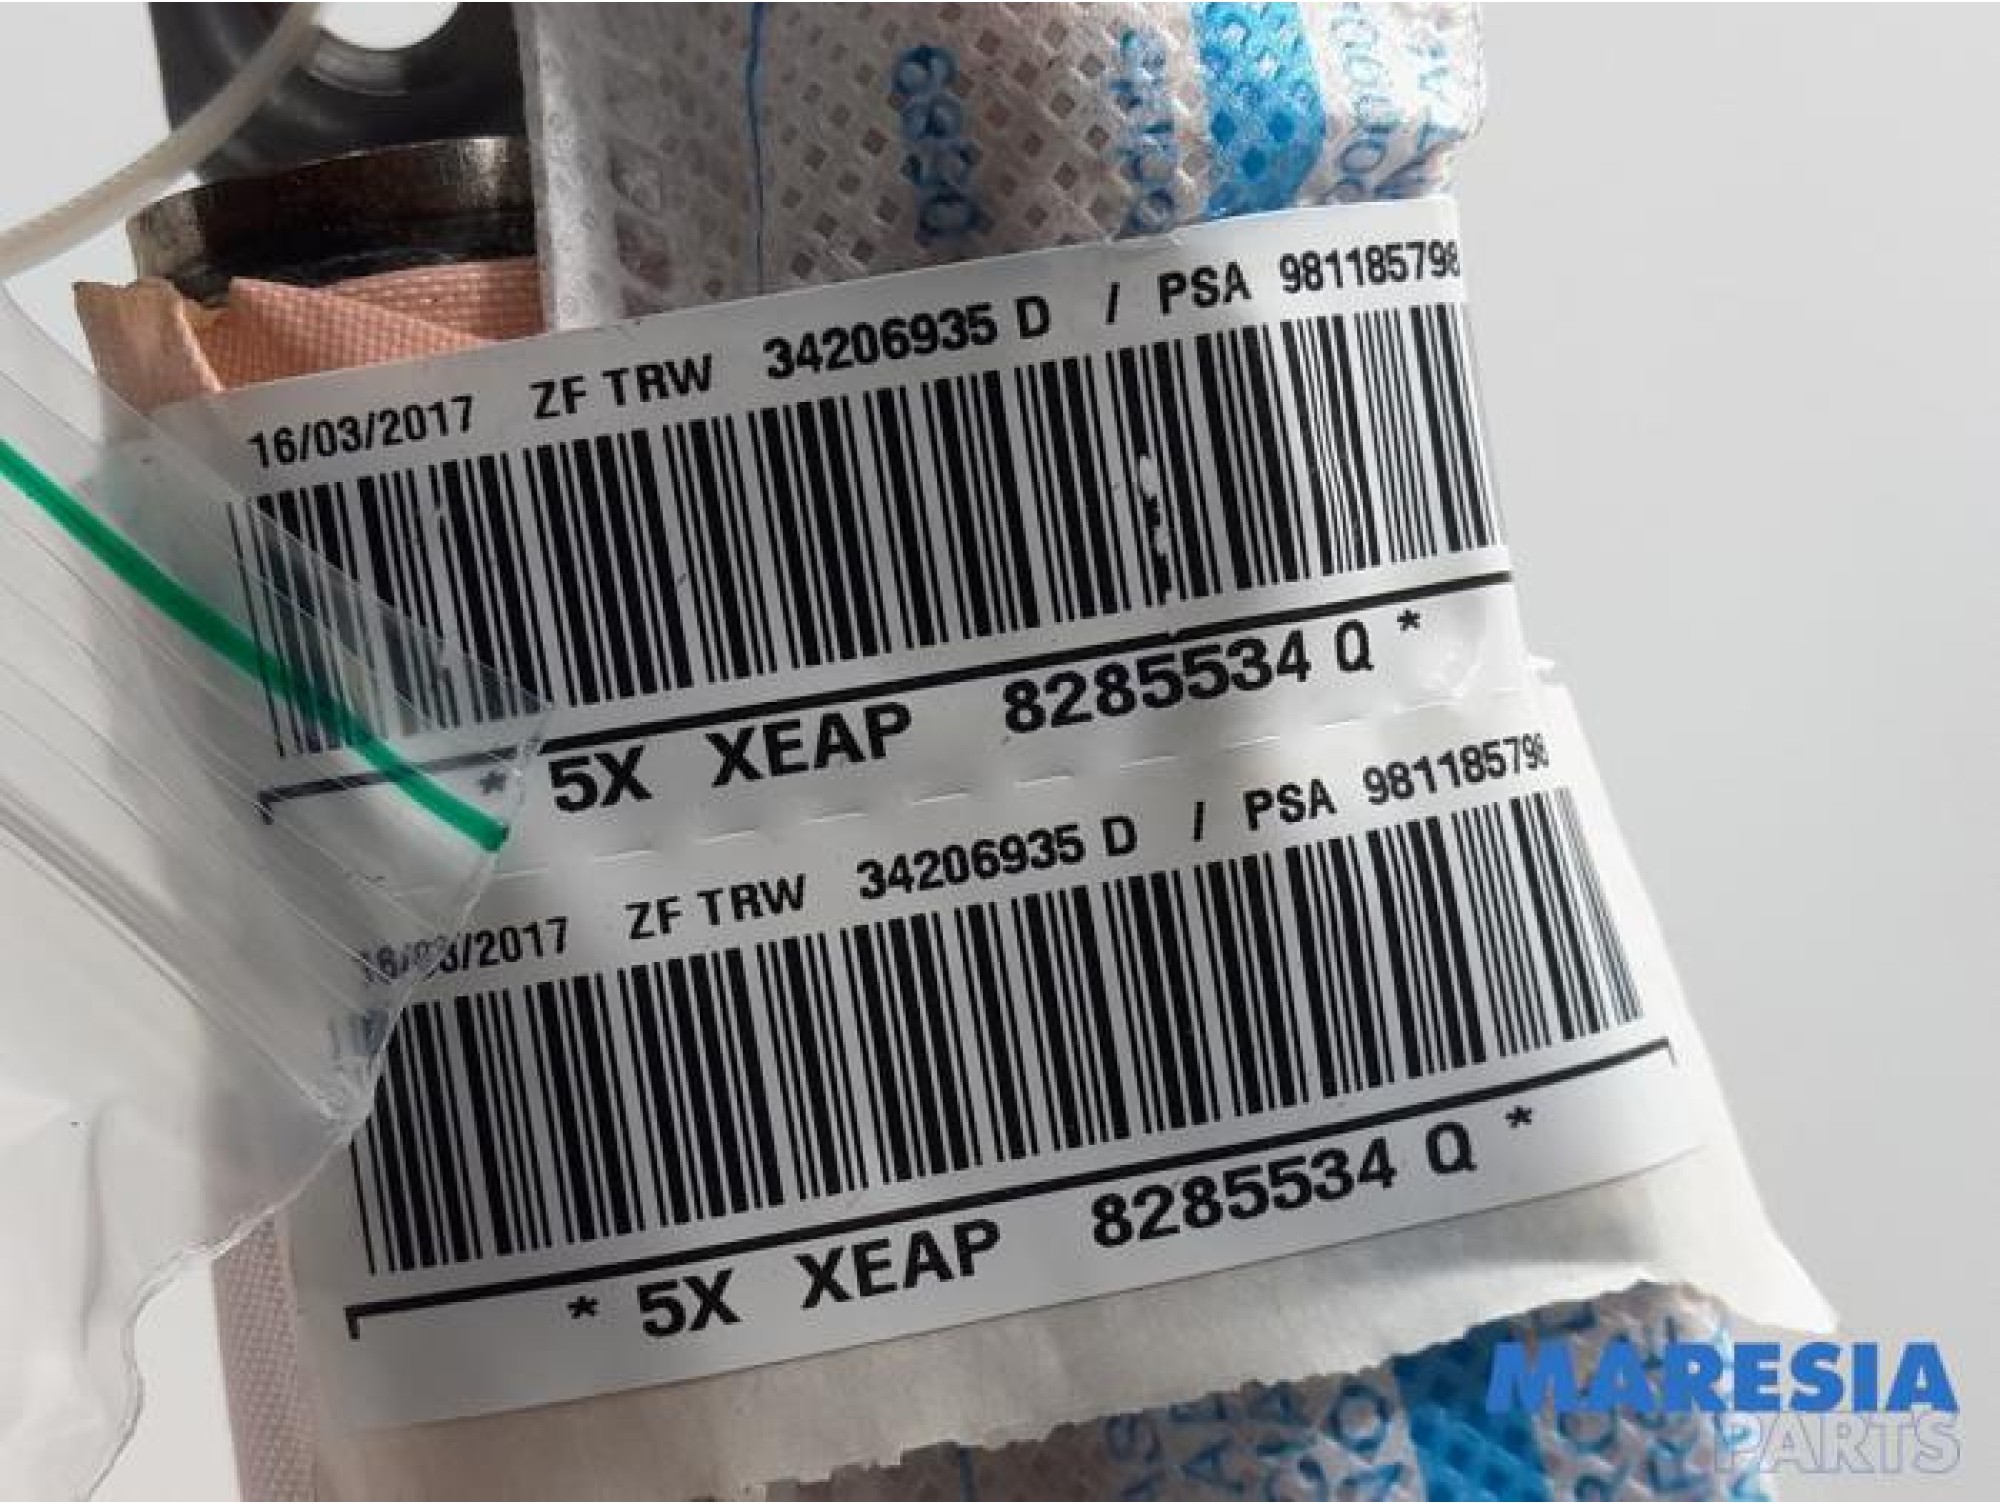 16/03/2017 ZF TRW 34206935 D / PSA 981185798
* 5X XEAP 8285534 Q *
/2017 ZF TRW 34206935 D / PSA 981185798
* 5X XEAP 8285534 Q *
MARESIA
PARTS